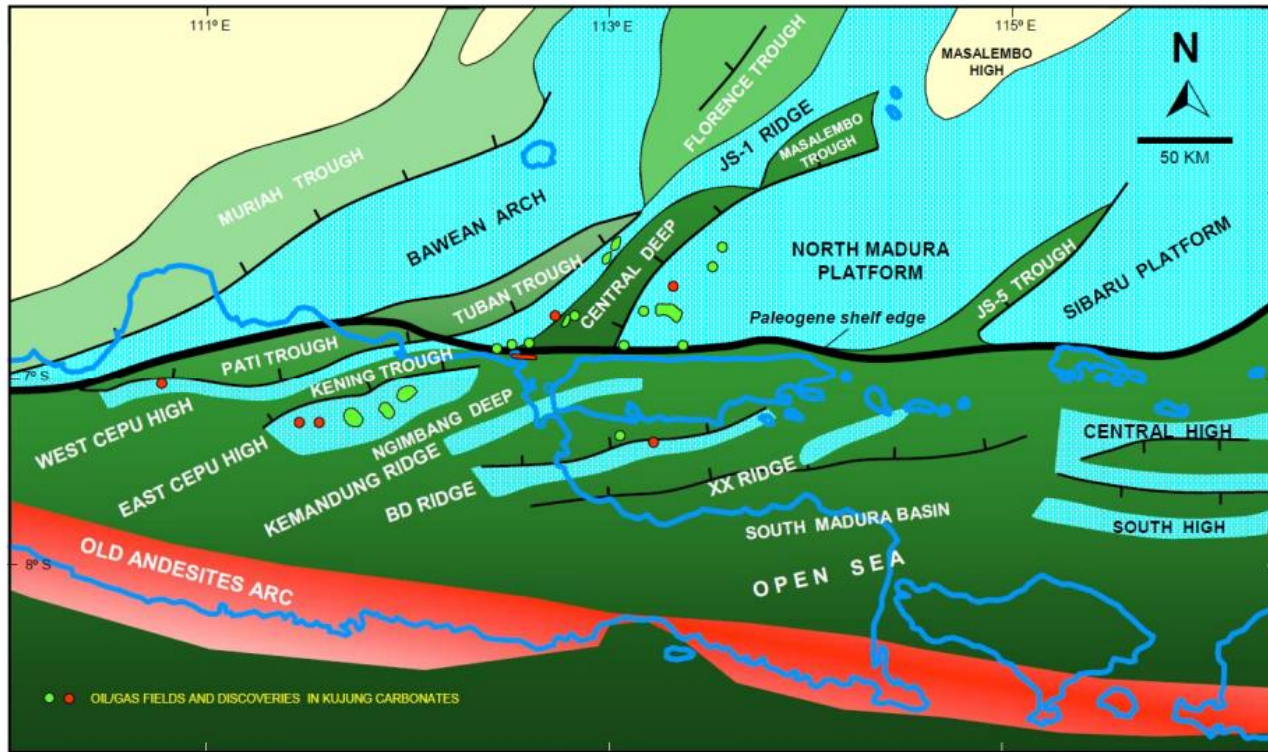 111° E
113° E
115° E
MASALEMBO
HIGH
N
50 KM
FLORENCE TROUGH
JS-1 RIDGE
MASALEMBO
TROUGH
MURIAH TROUGH
BAWEAN ARCH
TUBAN TROUGH
CENTRAL DEEP
NORTH MADURA
PLATFORM
JS-5 TROUGH
SIBARU PLATFORM
Paleogene shelf edge
PATI TROUGH
KENING TROUGH
7° S
WEST CEPU HIGH
EAST CEPU HIGH
NGIMBANG DEEP
KEMANDUNG RIDGE
BD RIDGE
XX RIDGE
CENTRAL HIGH
SOUTH MADURA BASIN
SOUTH HIGH
OPEN SEA
8° S
OLD ANDESITES ARC
OIL/GAS FIELDS AND DISCOVERIES IN KUJUNG CARBONATES